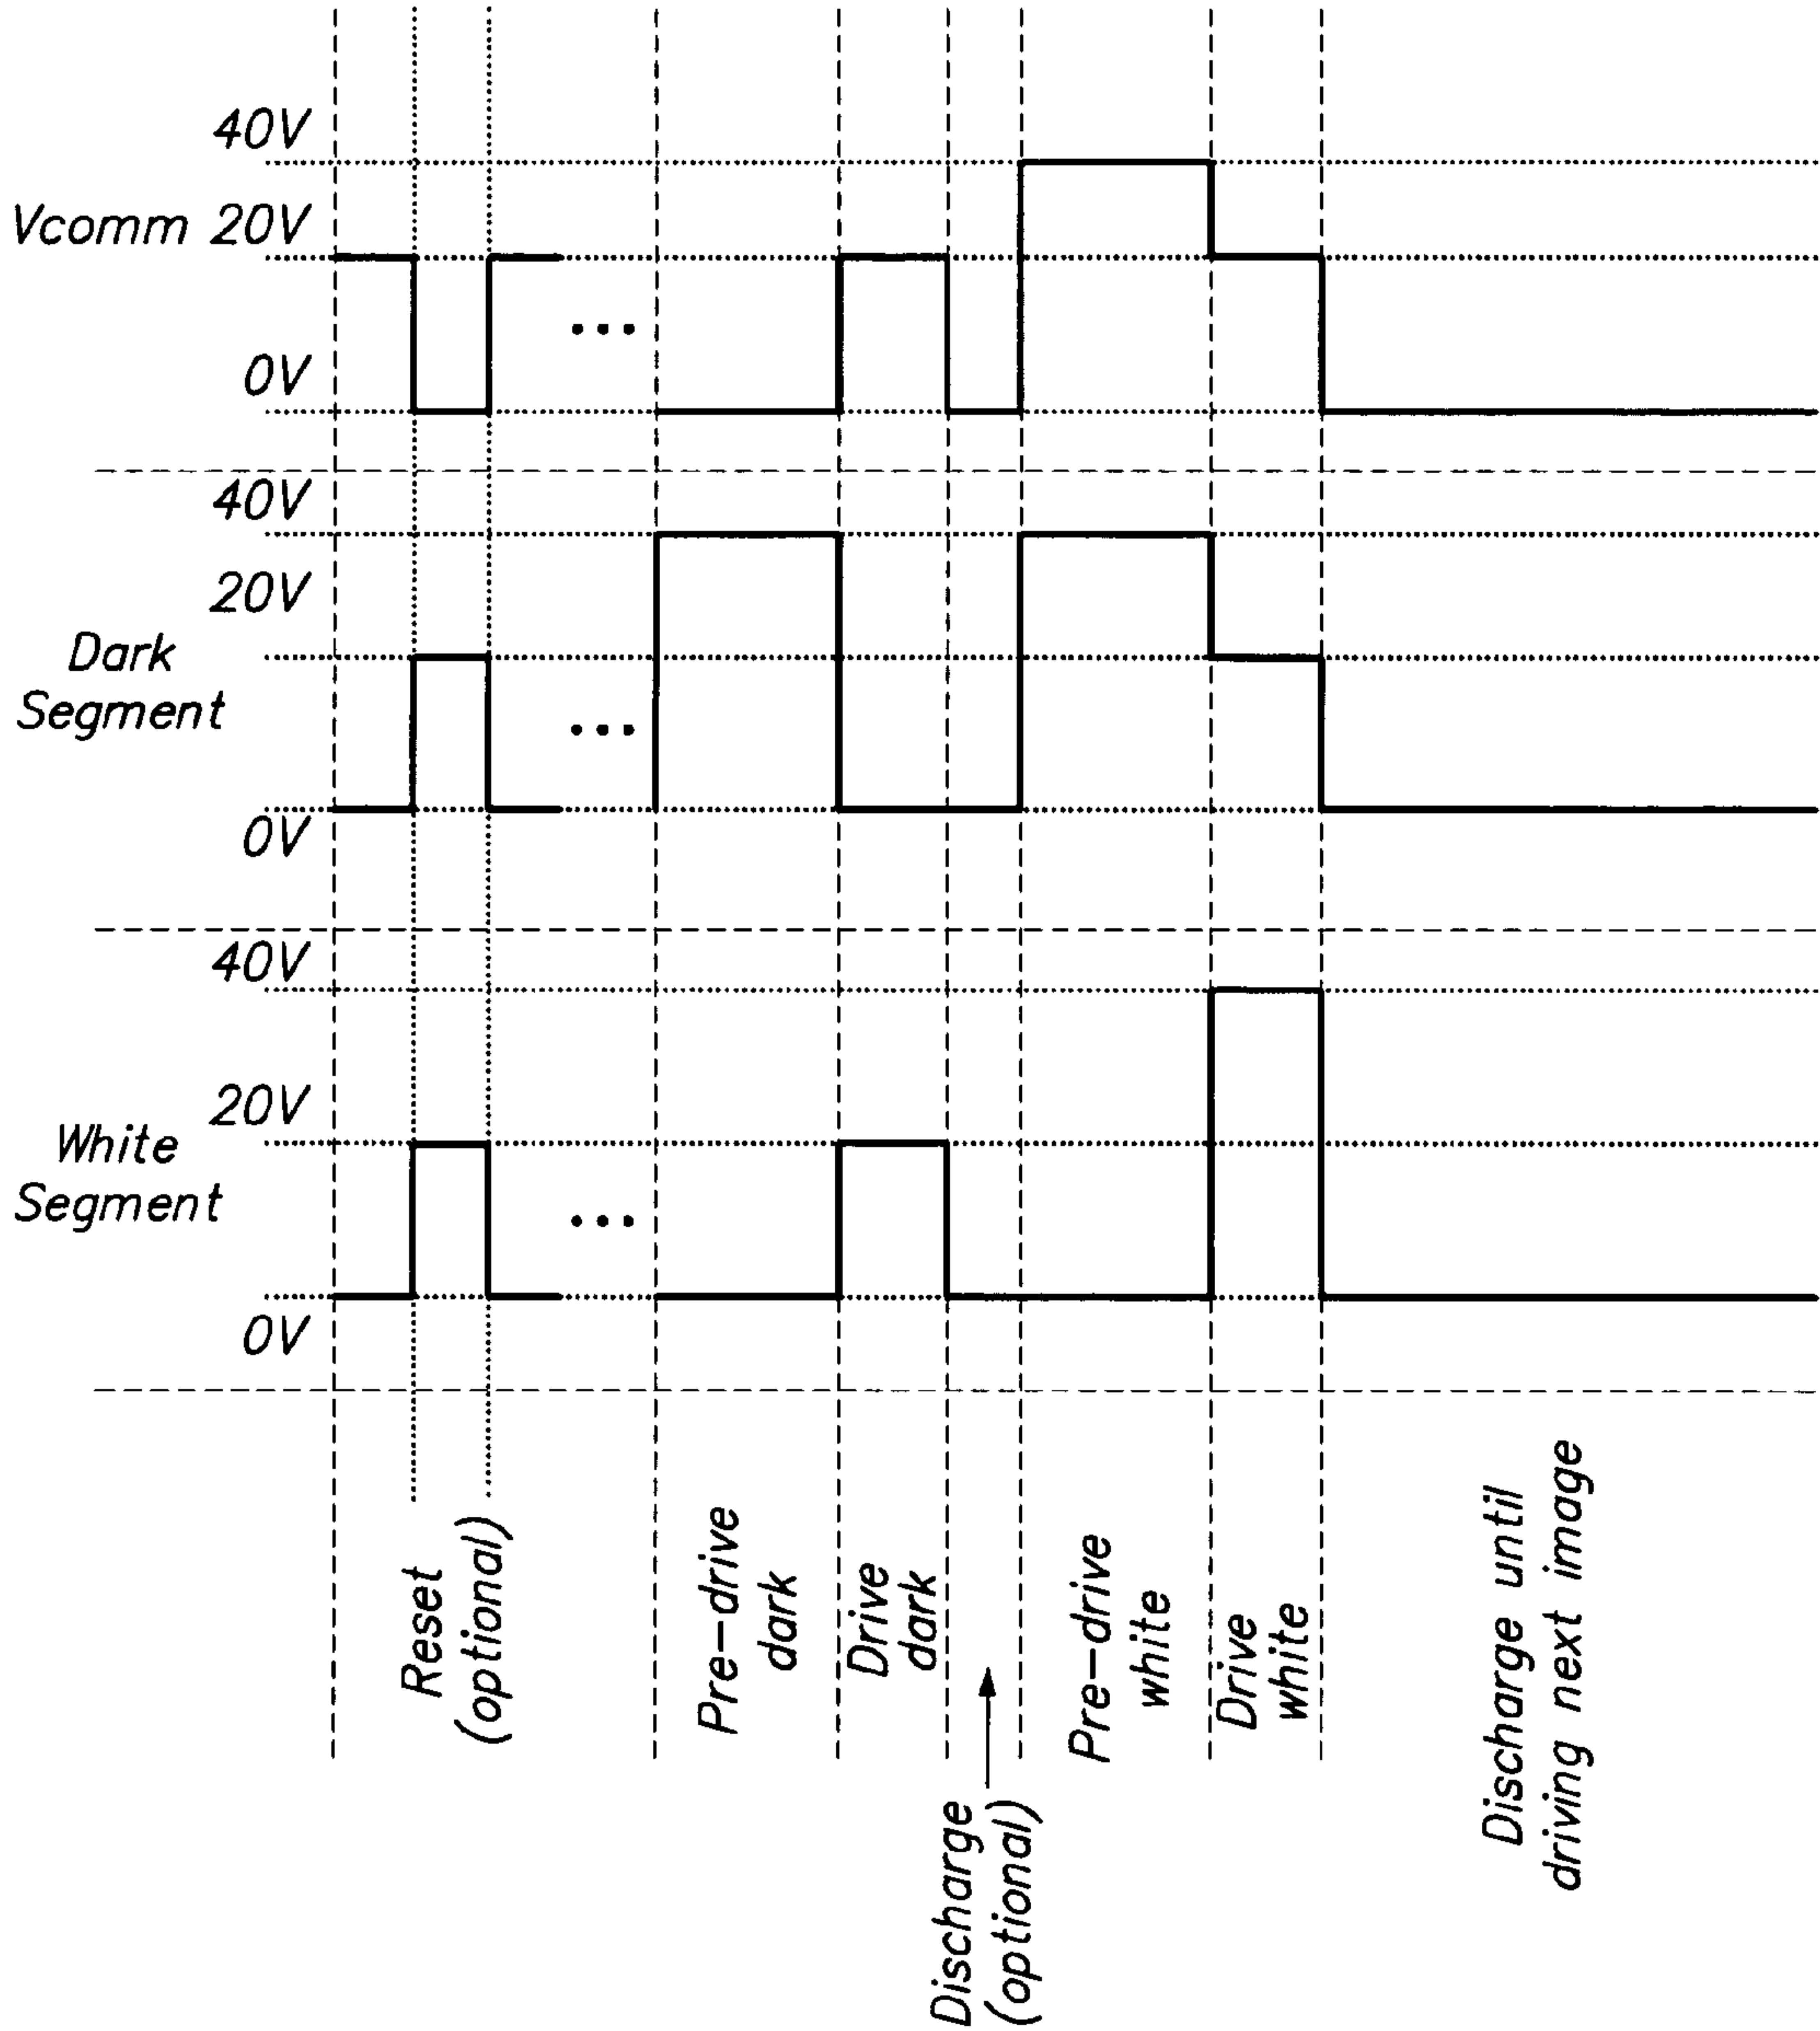 40V
Vcomm 20V
0V
40V
20V
Dark
Segment
0V
40V
20V
White
Segment
0V
Reset
(optional)
Pre-drive
dark
Drive
dark
Discharge
(optional)
Pre-drive
white
Drive
white
Discharge until
driving next image